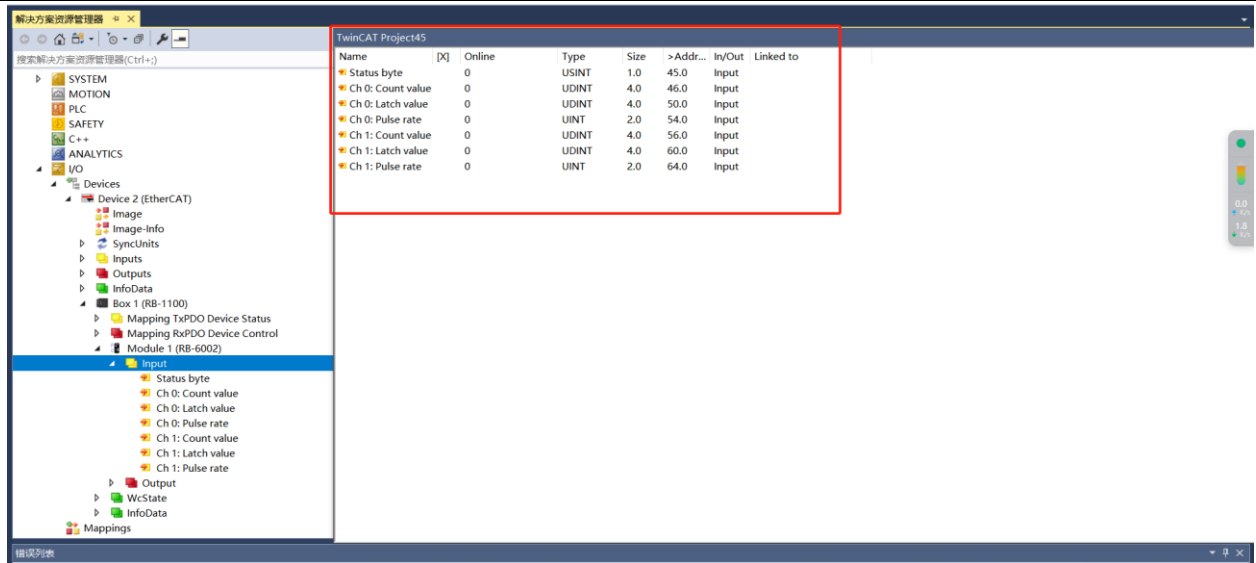 解决方案资源管理器
搜索解决方案资源管理器(Ctrl+;)
SYSTEM
MOTION
PLC
SAFETY
C++
ANALYTICS
I/O
Devices
Device 2 (EtherCAT)
Image
Image-Info
SyncUnits
Inputs
Outputs
InfoData
Box 1 (RB-1100)
Mapping TxPDO Device Status
Mapping RxPDO Device Control
Module 1 (RB-6002)
Input
Status byte
Ch 0: Count value
Ch 0: Latch value
Ch 0: Pulse rate
Ch 1: Count value
Ch 1: Latch value
Ch 1: Pulse rate
Output
WcState
InfoData
Mappings
TwinCAT Project45
Name [X] Online Type Size >Addr... In/Out Linked to
Status byte 0 USINT 1.0 45.0 Input
Ch 0: Count value 0 UDINT 4.0 46.0 Input
Ch 0: Latch value 0 UDINT 4.0 50.0 Input
Ch 0: Pulse rate 0 UINT 2.0 54.0 Input
Ch 1: Count value 0 UDINT 4.0 56.0 Input
Ch 1: Latch value 0 UDINT 4.0 60.0 Input
Ch 1: Pulse rate 0 UINT 2.0 64.0 Input
0.0
1.8
错误列表